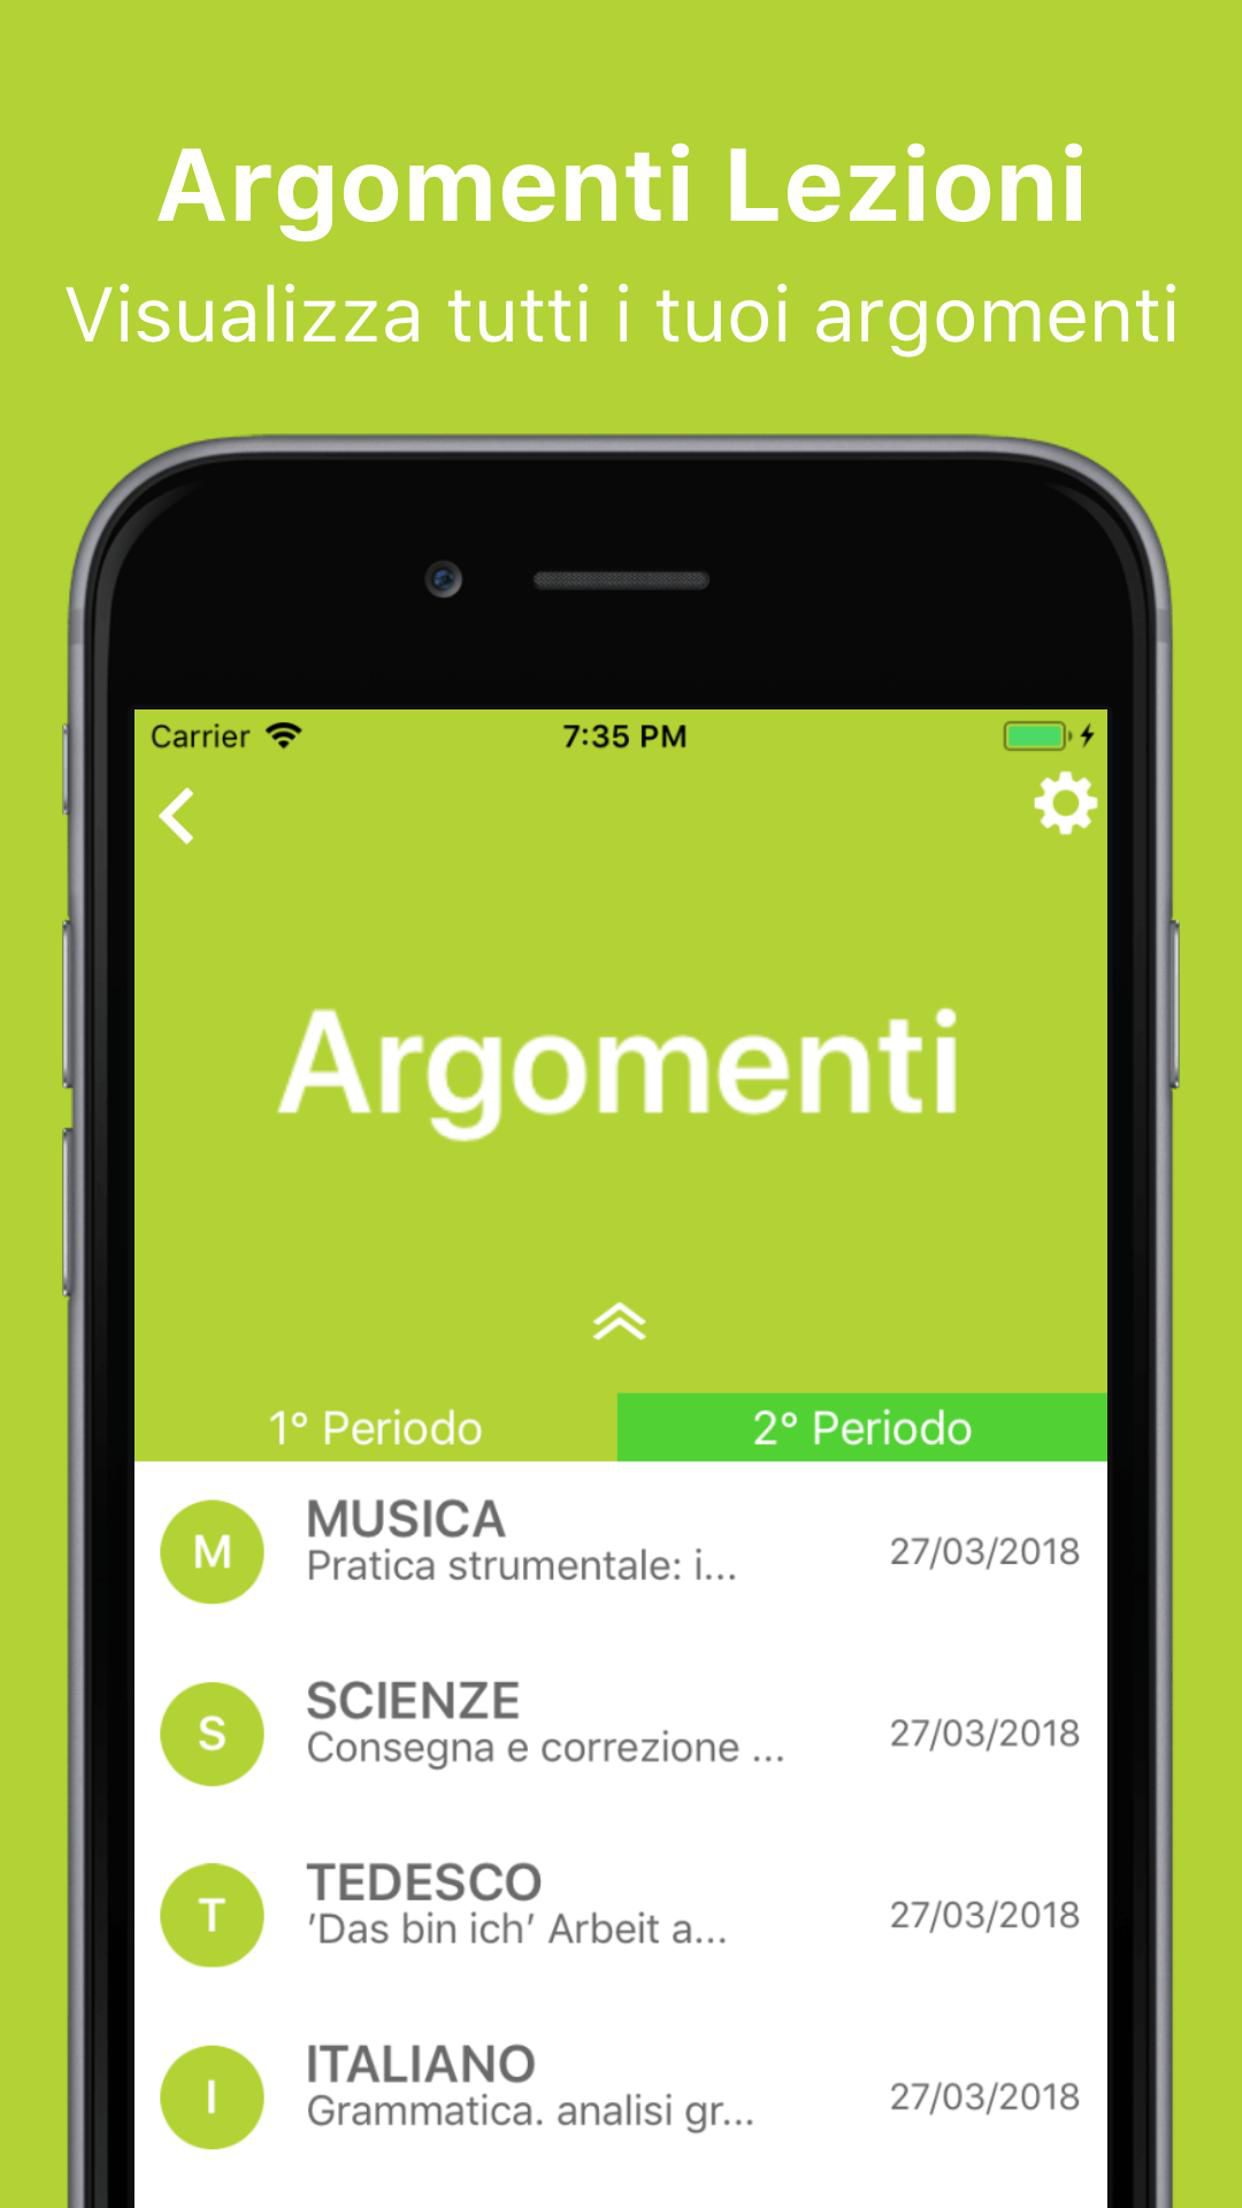 Argomenti Lezioni
Visualizza tutti i tuoi argomenti
Carrier 7:35 PM
Argomenti
1° Periodo 2° Periodo
M MUSICA
Pratica strumentale: i... 27/03/2018
S SCIENZE
Consegna e correzione ... 27/03/2018
T TEDESCO
'Das bin ich' Arbeit a... 27/03/2018
I ITALIANO
Grammatica. analisi gr... 27/03/2018